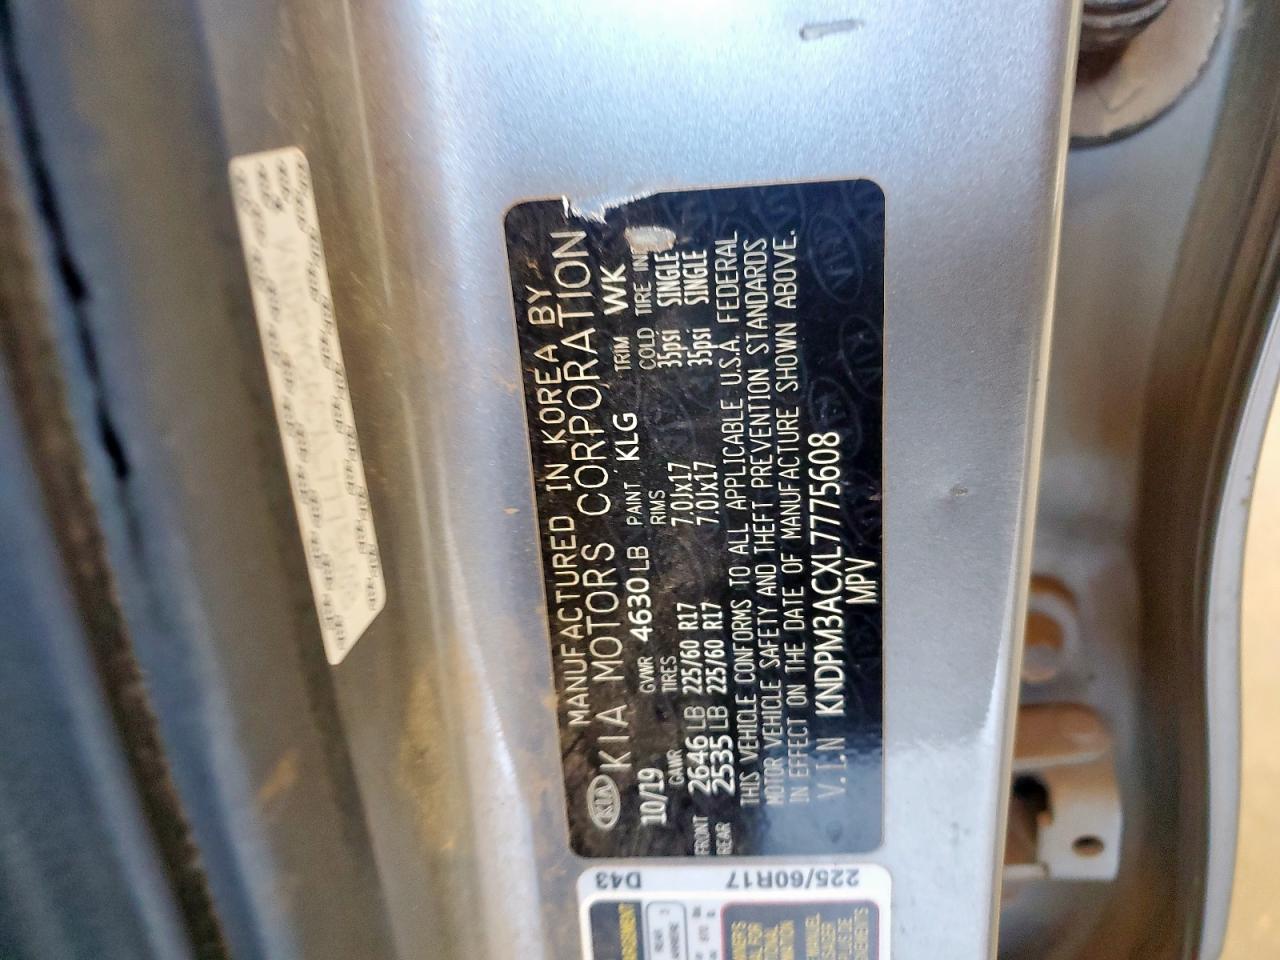 MANUFACTURED IN KOREA BY
KIA KIA MOTORS CORPORATION
10/19 GVWR 4630 LB PAINT KLG TRIM WK
GAWR TIRES RIMS COLD TIRE IN
FRONT 2646 LB 225/60 R17 7.0Jx17 35psi SINGLE
REAR 2535 LB 225/60 R17 7.0Jx17 35psi SINGLE
THIS VEHICLE CONFORMS TO ALL APPLICABLE U.S.A. FEDERAL
MOTOR VEHICLE SAFETY AND THEFT PREVENTION STANDARDS
IN EFFECT ON THE DATE OF MANUFACTURE SHOWN ABOVE.
V.I.N KNDPM3ACXL7775608
MPV
D43
225/60R17